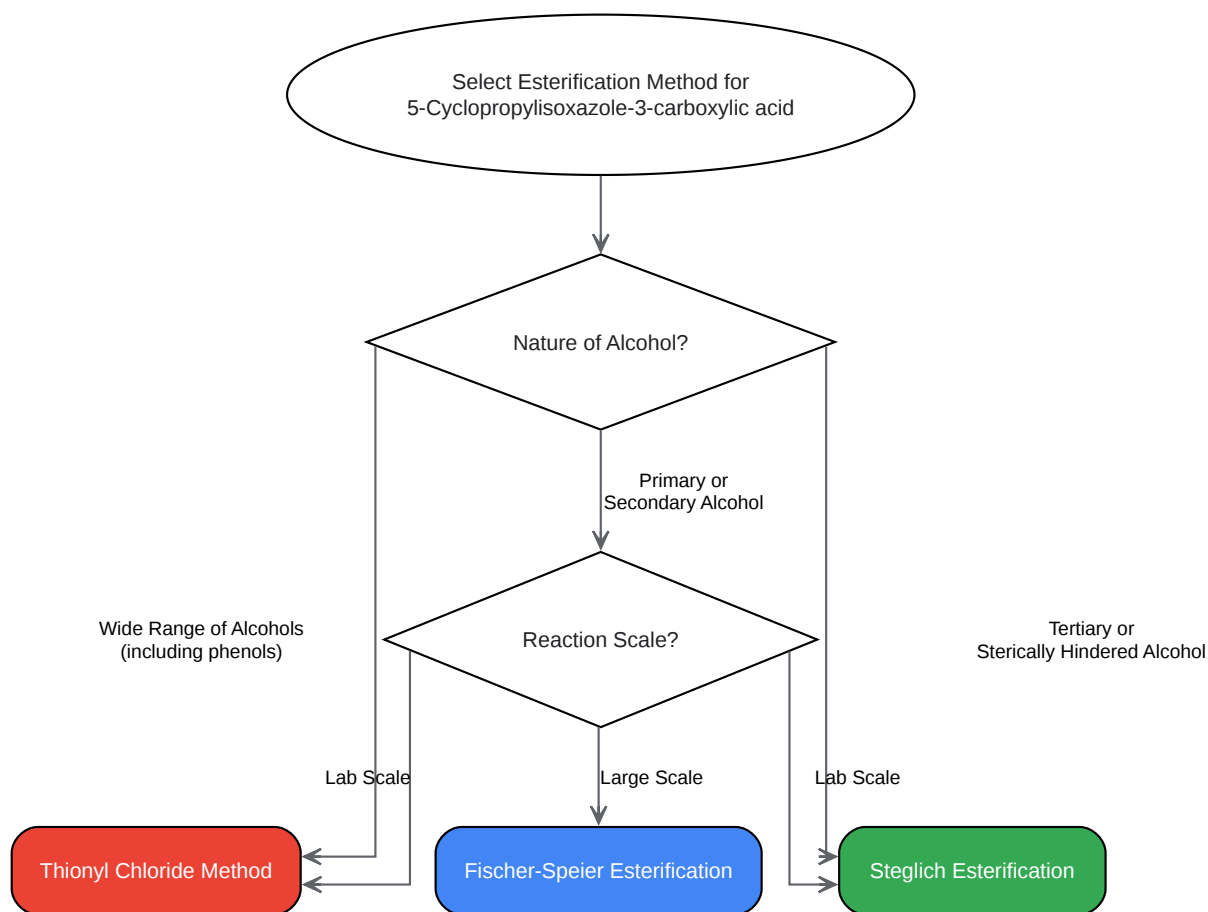 Select Esterification Method for
5-Cyclopropylisoxazole-3-carboxylic acid
Nature of Alcohol?
Primary or
Secondary Alcohol
Wide Range of Alcohols
(including phenols)
Reaction Scale?
Tertiary or
Sterically Hindered Alcohol
Lab Scale
Large Scale
Lab Scale
Thionyl Chloride Method
Fischer-Speier Esterification
Steglich Esterification